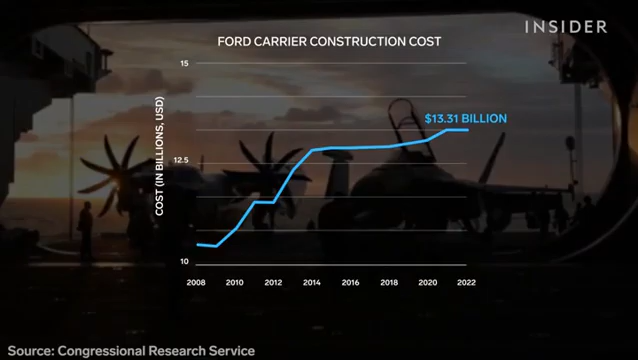 INSIDER
FORD CARRIER CONSTRUCTION COST
15
$13.31 BILLION
12.5
COST (IN BILLIONS, USD)
10
2008 2010 2012 2014 2016 2018 2020 2022
Source: Congressional Research Service